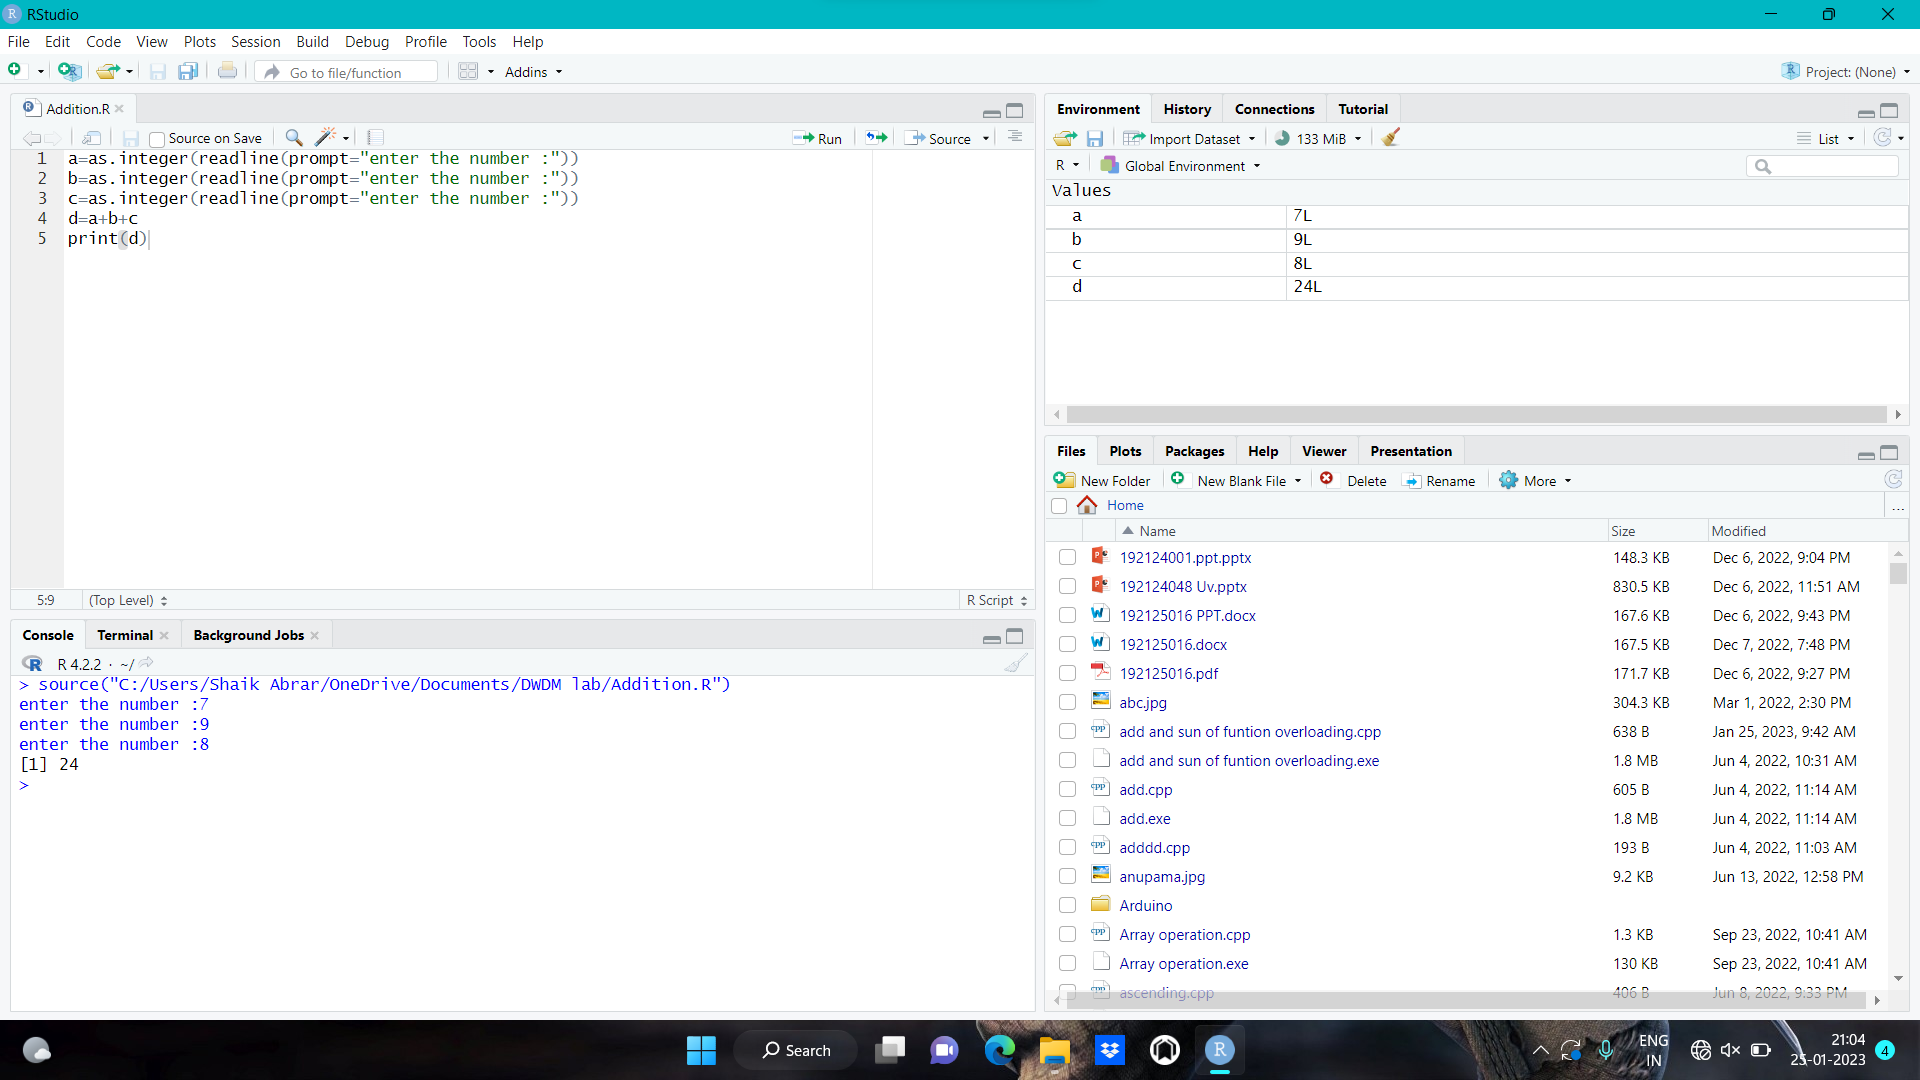 RStudio
File Edit Code View Plots Session Build Debug Profile Tools Help
Go to file/function Addins Project: (None)
Addition.R
Source on Save Run Source
1 a=as.integer(readline(prompt="enter the number :"))
2 b=as.integer(readline(prompt="enter the number :"))
3 c=as.integer(readline(prompt="enter the number :"))
4 d=a+b+c
5 print(d)
5:9 (Top Level) R Script
Console Terminal Background Jobs
R 4.2.2 · ~/
> source("C:/Users/Shaik Abrar/OneDrive/Documents/DWDM lab/Addition.R")
enter the number :7
enter the number :9
enter the number :8
[1] 24
>
Environment History Connections Tutorial
Import Dataset 133 MiB List
R Global Environment
Values
a 7L
b 9L
c 8L
d 24L
Files Plots Packages Help Viewer Presentation
New Folder New Blank File Delete Rename More
Home ...
Name Size Modified
192124001.ppt.pptx 148.3 KB Dec 6, 2022, 9:04 PM
192124048 Uv.pptx 830.5 KB Dec 6, 2022, 11:51 AM
192125016 PPT.docx 167.6 KB Dec 6, 2022, 9:43 PM
192125016.docx 167.5 KB Dec 7, 2022, 7:48 PM
192125016.pdf 171.7 KB Dec 6, 2022, 9:27 PM
abc.jpg 304.3 KB Mar 1, 2022, 2:30 PM
add and sun of funtion overloading.cpp 638 B Jan 25, 2023, 9:42 AM
add and sun of funtion overloading.exe 1.8 MB Jun 4, 2022, 10:31 AM
add.cpp 605 B Jun 4, 2022, 11:14 AM
add.exe 1.8 MB Jun 4, 2022, 11:14 AM
adddd.cpp 193 B Jun 4, 2022, 11:03 AM
anupama.jpg 9.2 KB Jun 13, 2022, 12:58 PM
Arduino
Array operation.cpp 1.3 KB Sep 23, 2022, 10:41 AM
Array operation.exe 130 KB Sep 23, 2022, 10:41 AM
ascending.cpp 406 B Jun 8, 2022, 9:33 PM
Search
ENG
IN
21:04
25-01-2023
4